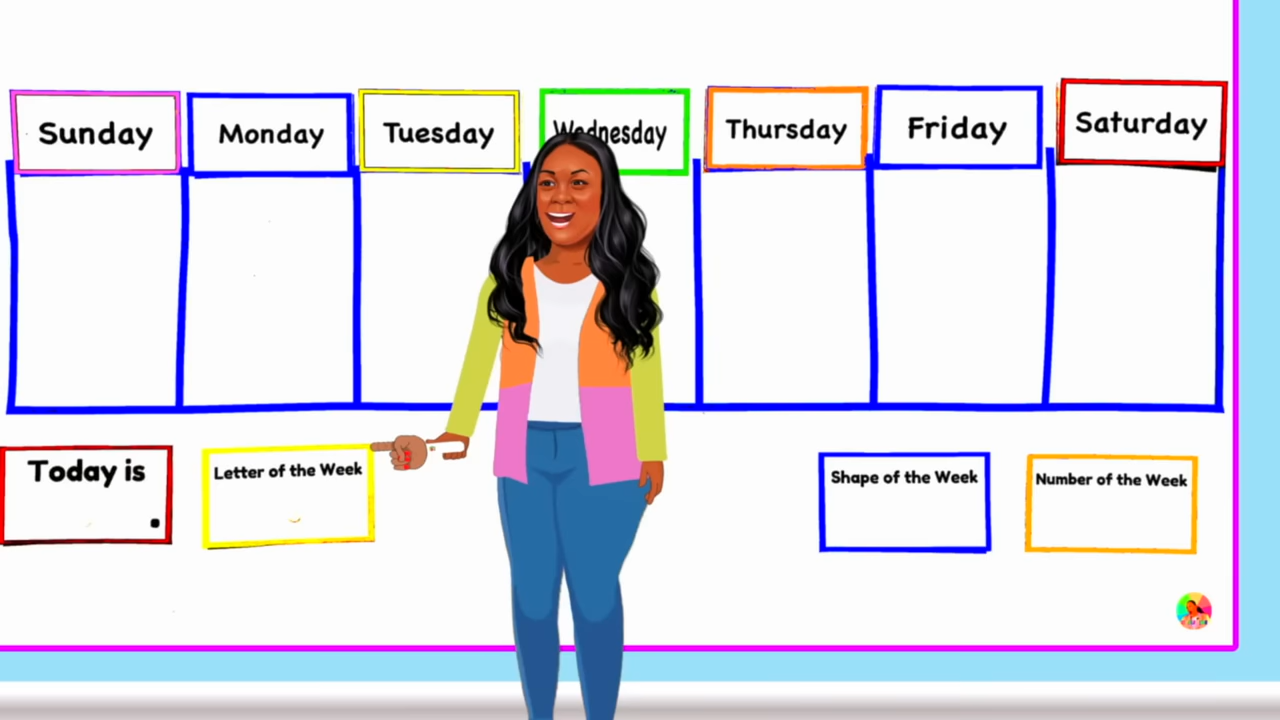 Sunday
Monday
Tuesday
Wednesday
Thursday
Friday
Saturday
Today is
.
Letter of the Week
Shape of the Week
Number of the Week